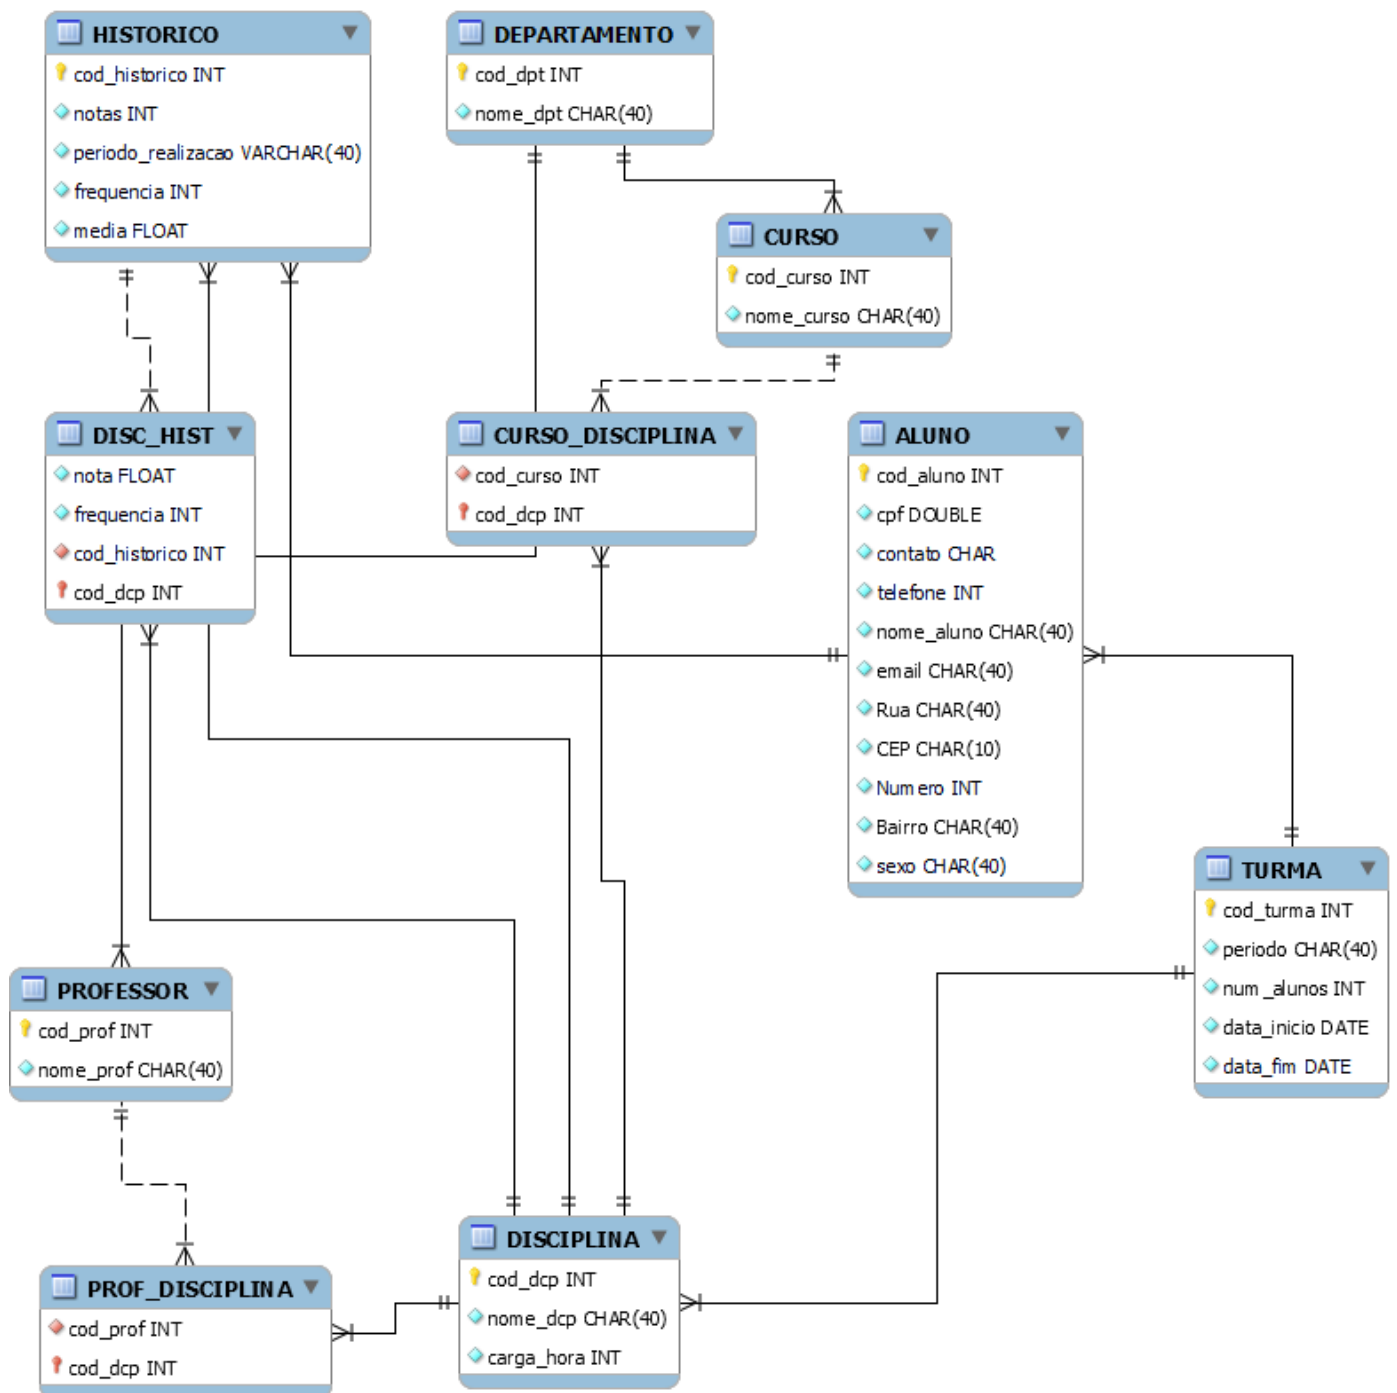 HISTORICO
cod_historico INT
notas INT
periodo_realizacao VARCHAR(40)
frequencia INT
media FLOAT
DEPARTAMENTO
cod_dpt INT
nome_dpt CHAR(40)
CURSO
cod_curso INT
nome_curso CHAR(40)
DISC_HIST
nota FLOAT
frequencia INT
cod_historico INT
cod_dcp INT
CURSO_DISCIPLINA
cod_curso INT
cod_dcp INT
ALUNO
cod_aluno INT
cpf DOUBLE
contato CHAR
telefone INT
nome_aluno CHAR(40)
email CHAR(40)
Rua CHAR(40)
CEP CHAR(10)
Numero INT
Bairro CHAR(40)
sexo CHAR(40)
TURMA
cod_turma INT
periodo CHAR(40)
num_alunos INT
data_inicio DATE
data_fim DATE
PROFESSOR
cod_prof INT
nome_prof CHAR(40)
PROF_DISCIPLINA
cod_prof INT
cod_dcp INT
DISCIPLINA
cod_dcp INT
nome_dcp CHAR(40)
carga_hora INT